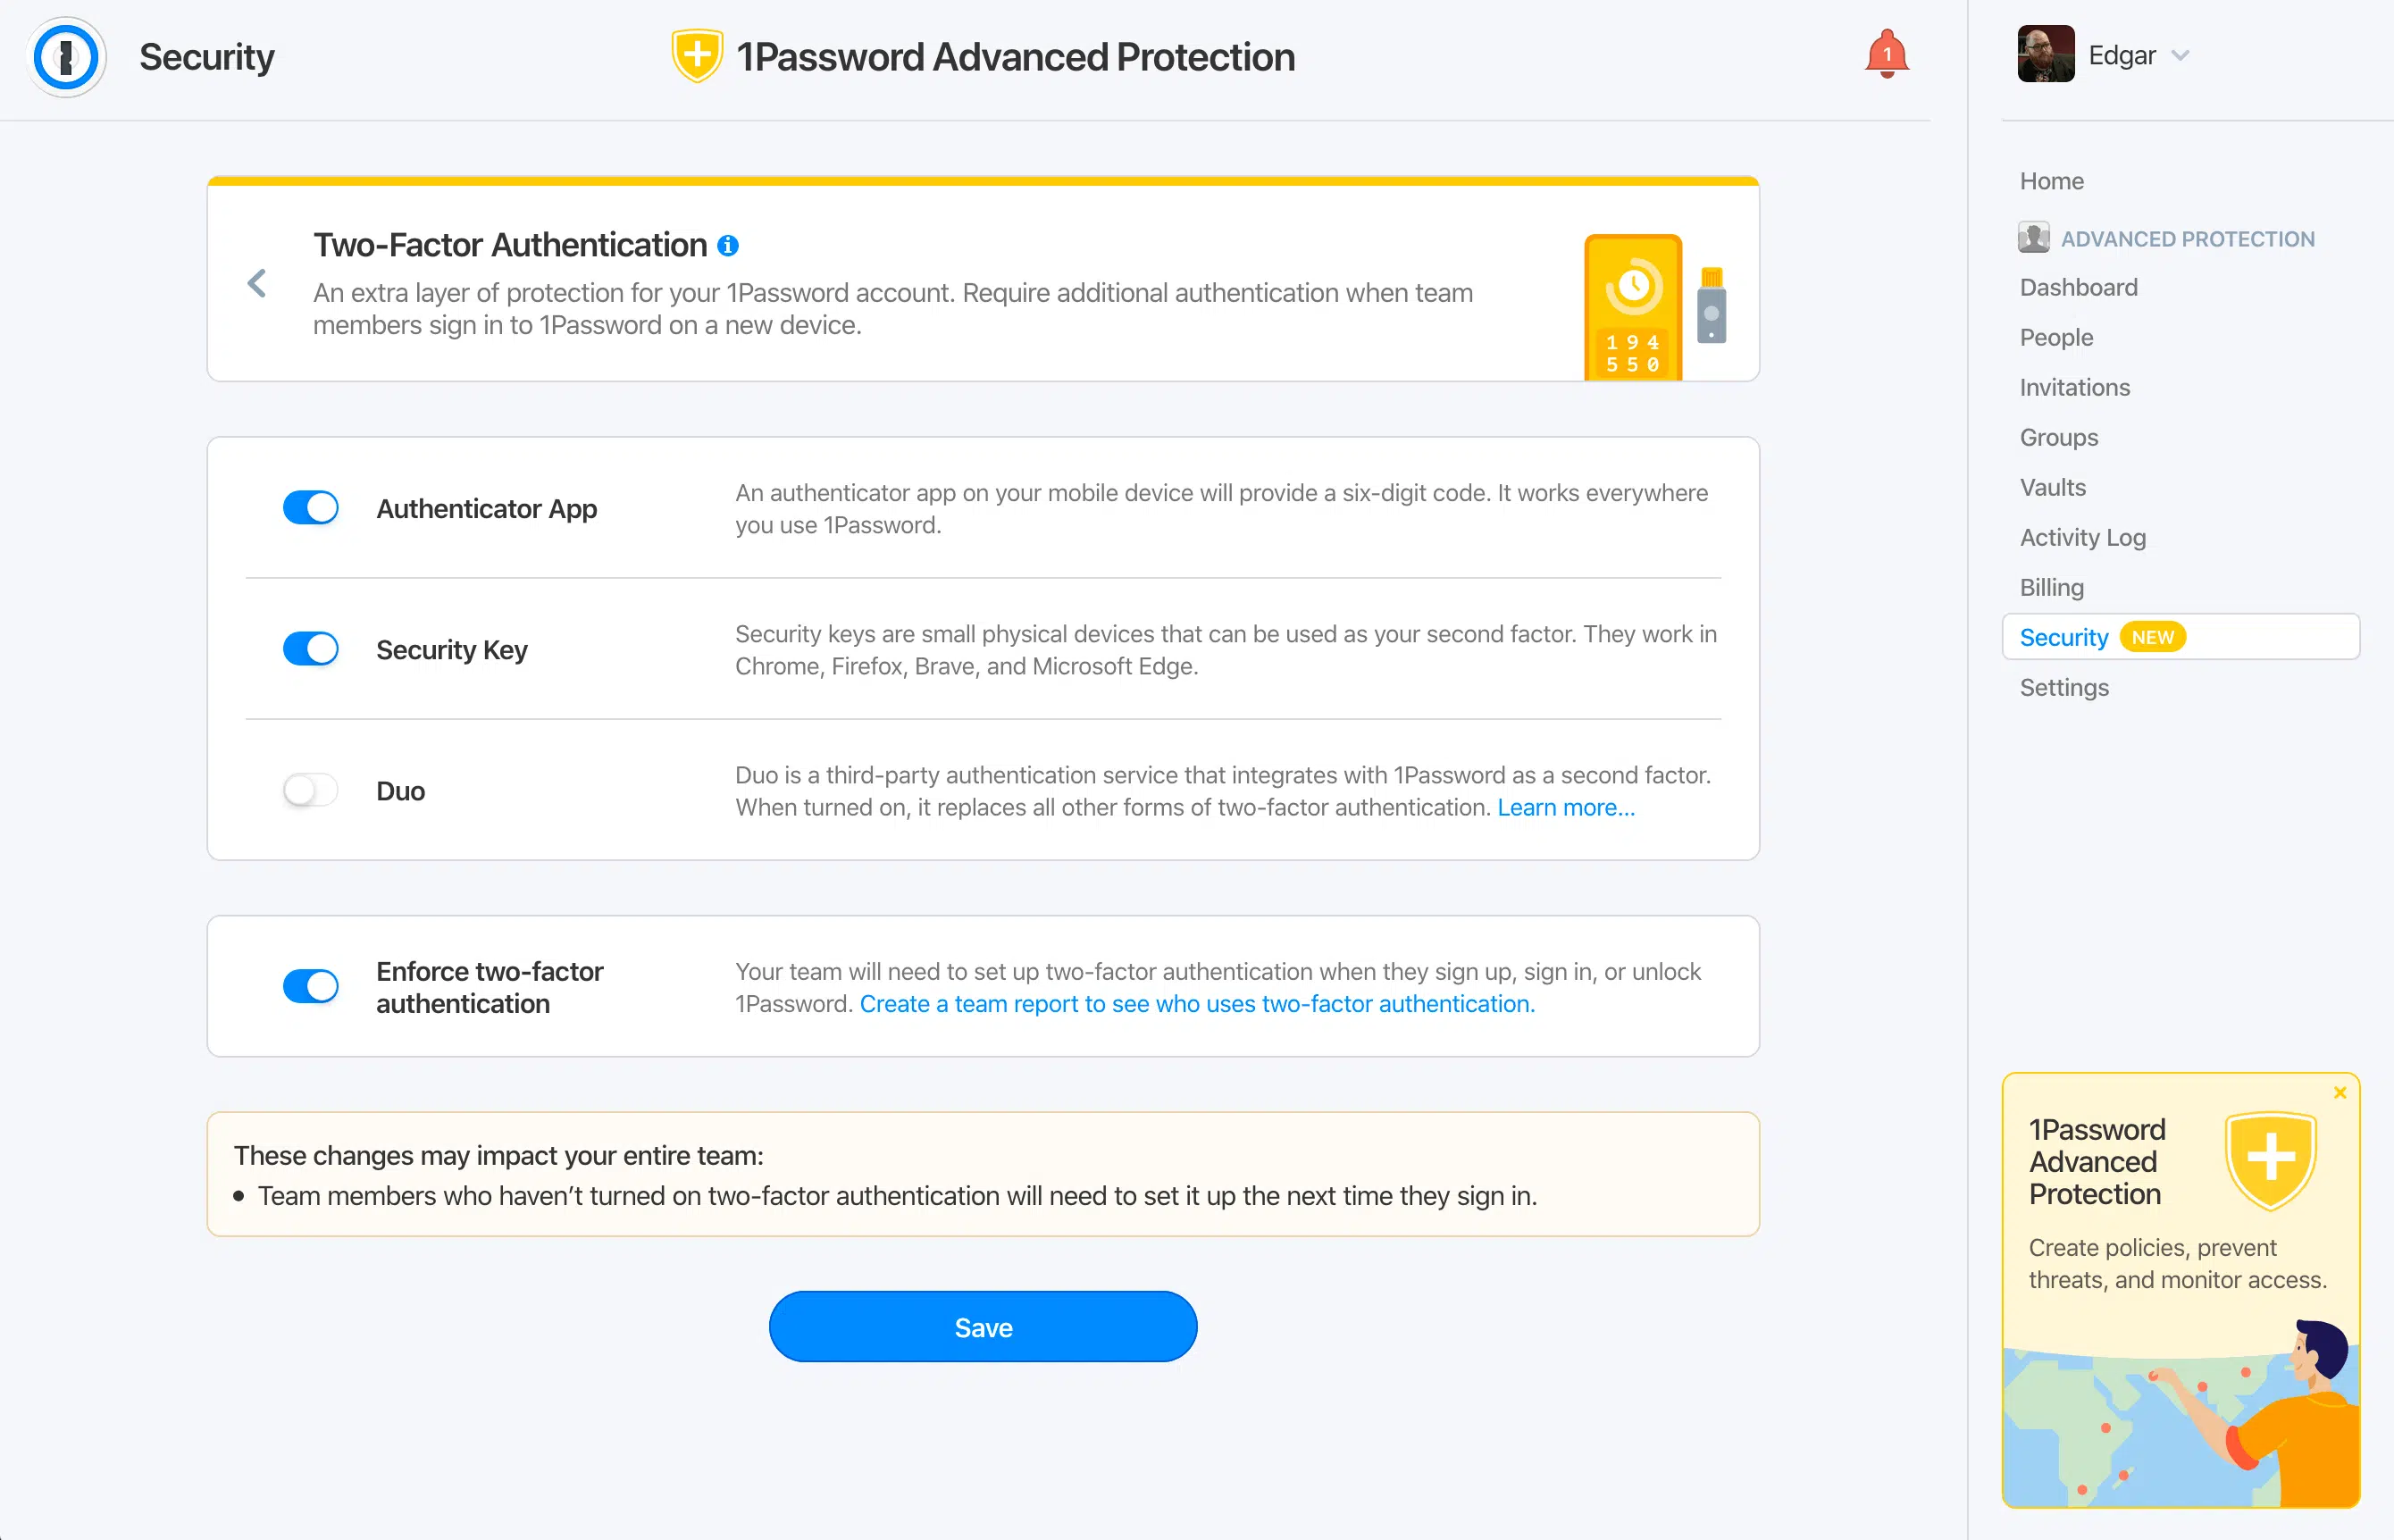 Security
1Password Advanced Protection
1
Edgar
Two-Factor Authentication
An extra layer of protection for your 1Password account. Require additional authentication when team
members sign in to 1Password on a new device.
1 9 4
5 5 0
Authenticator App
An authenticator app on your mobile device will provide a six-digit code. It works everywhere
you use 1Password.
Security Key
Security keys are small physical devices that can be used as your second factor. They work in
Chrome, Firefox, Brave, and Microsoft Edge.
Duo
Duo is a third-party authentication service that integrates with 1Password as a second factor.
When turned on, it replaces all other forms of two-factor authentication. Learn more...
Enforce two-factor
authentication
Your team will need to set up two-factor authentication when they sign up, sign in, or unlock
1Password. Create a team report to see who uses two-factor authentication.
These changes may impact your entire team:
• Team members who haven’t turned on two-factor authentication will need to set it up the next time they sign in.
Save
Home
ADVANCED PROTECTION
Dashboard
People
Invitations
Groups
Vaults
Activity Log
Billing
Security NEW
Settings
1Password
Advanced
Protection
Create policies, prevent
threats, and monitor access.